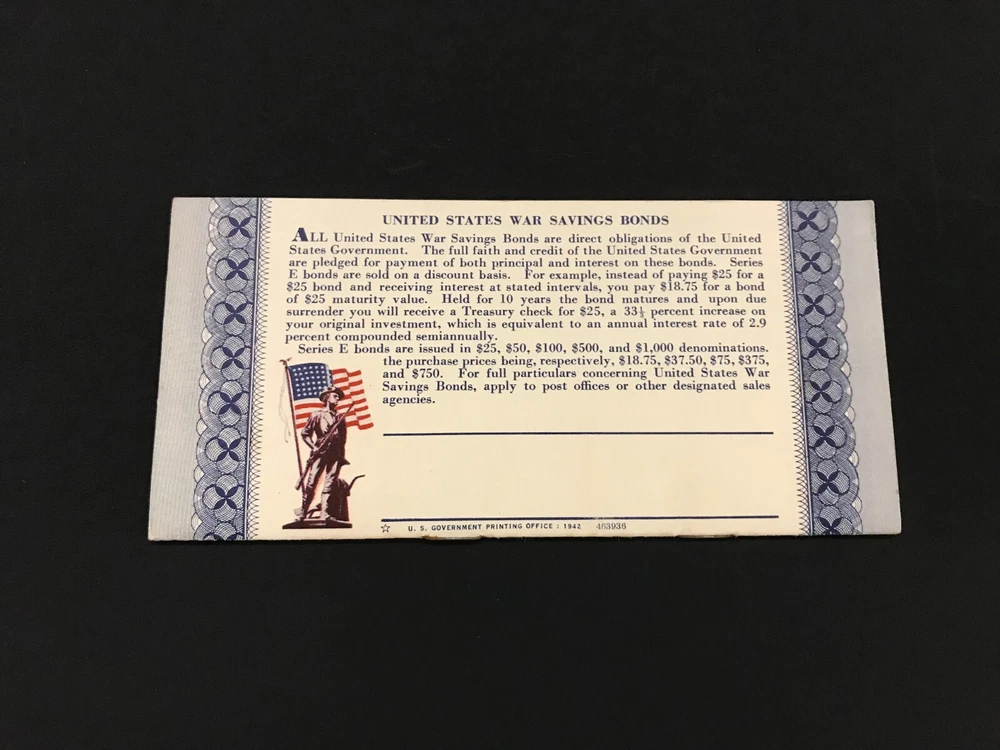 UNITED STATES WAR SAVINGS BONDS
ALL United States War Savings Bonds are direct obligations of the United
States Government. The full faith and credit of the United States Government
are pledged for payment of both principal and interest on these bonds. Series
E bonds are sold on a discount basis. For example, instead of paying $25 for a
$25 bond and receiving interest at stated intervals, you pay $18.75 for a bond
of $25 maturity value. Held for 10 years the bond matures and upon due
surrender you will receive a Treasury check for $25, a 33⅓ percent increase on
your original investment, which is equivalent to an annual interest rate of 2.9
percent compounded semiannually.
Series E bonds are issued in $25, $50, $100, $500, and $1,000 denominations.
the purchase prices being, respectively, $18.75, $37.50, $75, $375,
and $750. For full particulars concerning United States War
Savings Bonds, apply to post offices or other designated sales
agencies.
☆ U. S. GOVERNMENT PRINTING OFFICE : 1942 463936